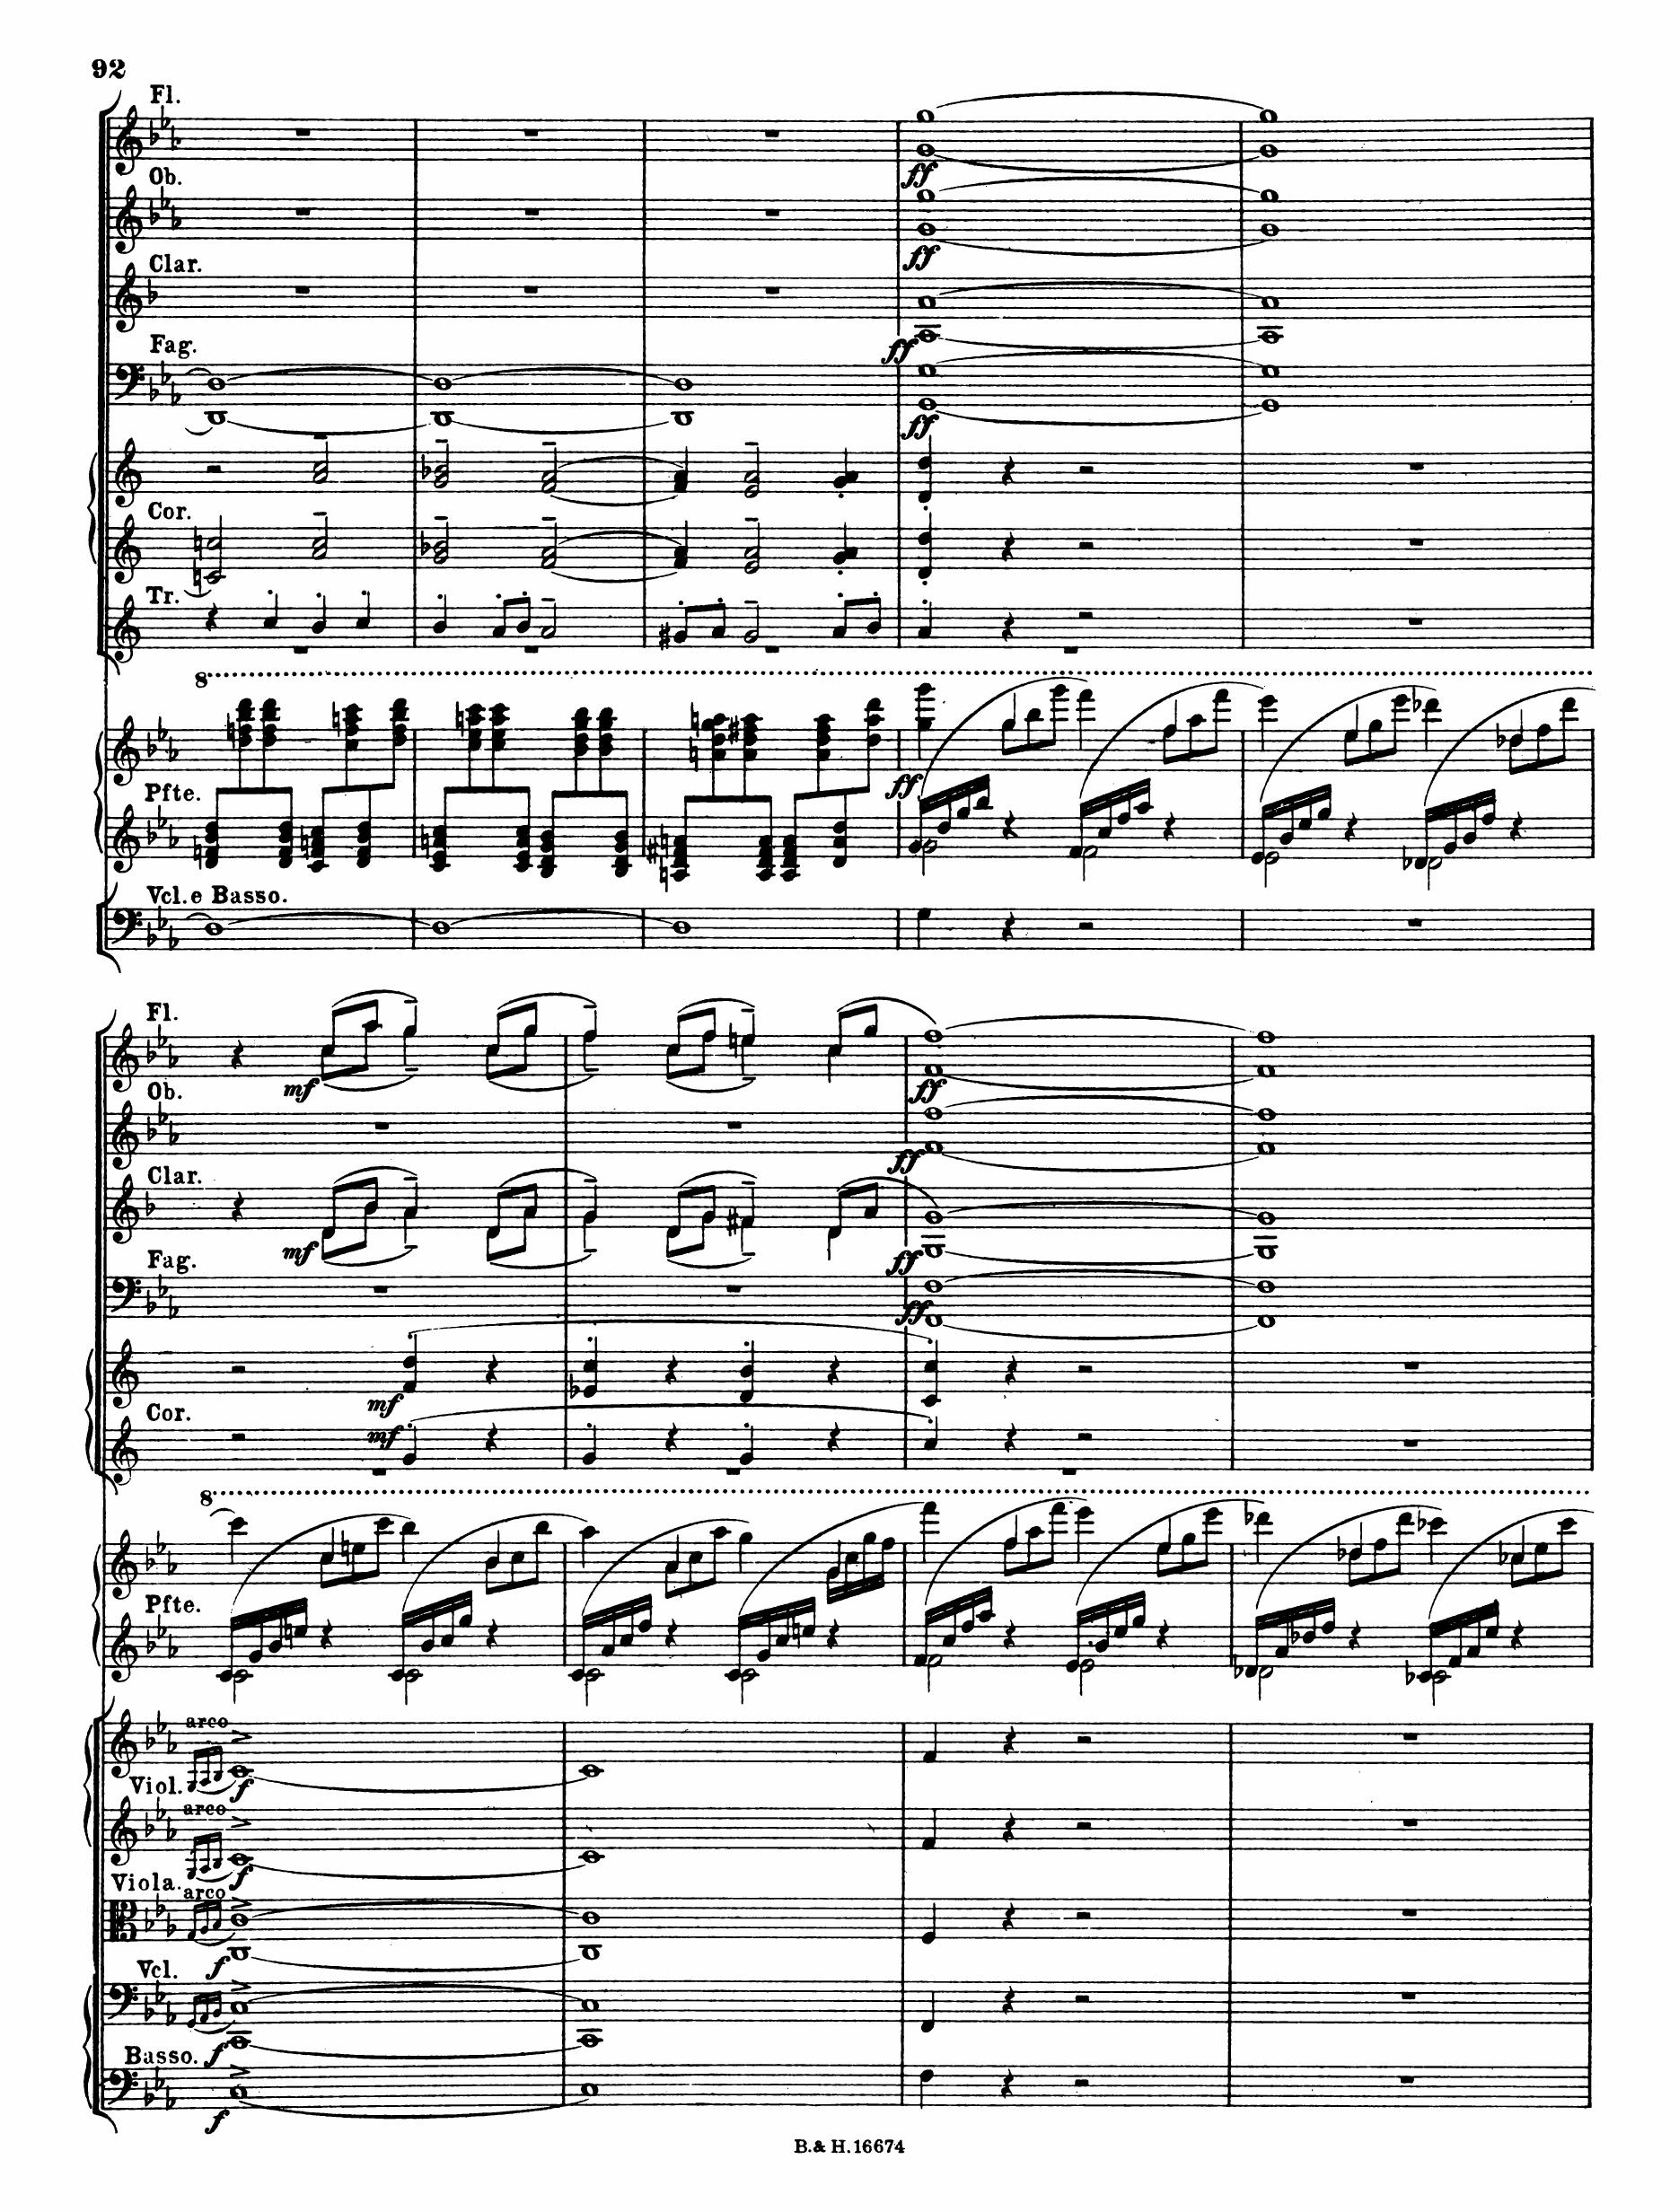 92
Fl.
ff
Ob.
ff
Clar.
ff
Fag.
ff
Cor.
Tr.
8
ff
Pfte.
Vcl. e Basso.
Fl.
mf
ff
Ob.
ff
Clar.
mf
ff
Fag.
ff
mf
Cor.
mf
8
Pfte.
arco
f
Viol.
arco
f
Viola.
arco
f
Vcl.
f
Basso.
f
B. & H. 16674